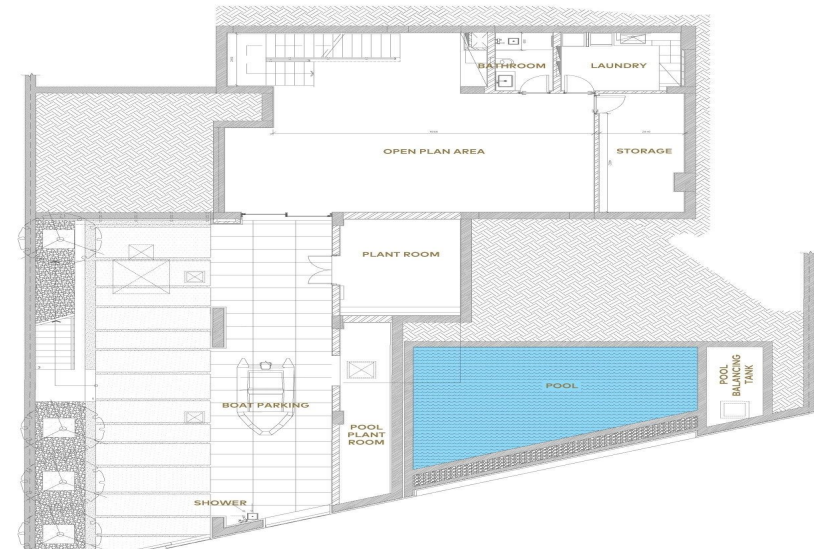 BATHROOM
LAUNDRY
OPEN PLAN AREA
STORAGE
PLANT ROOM
POOL
POOL
BALANCING
TANK
BOAT PARKING
POOL
PLANT
ROOM
SHOWER